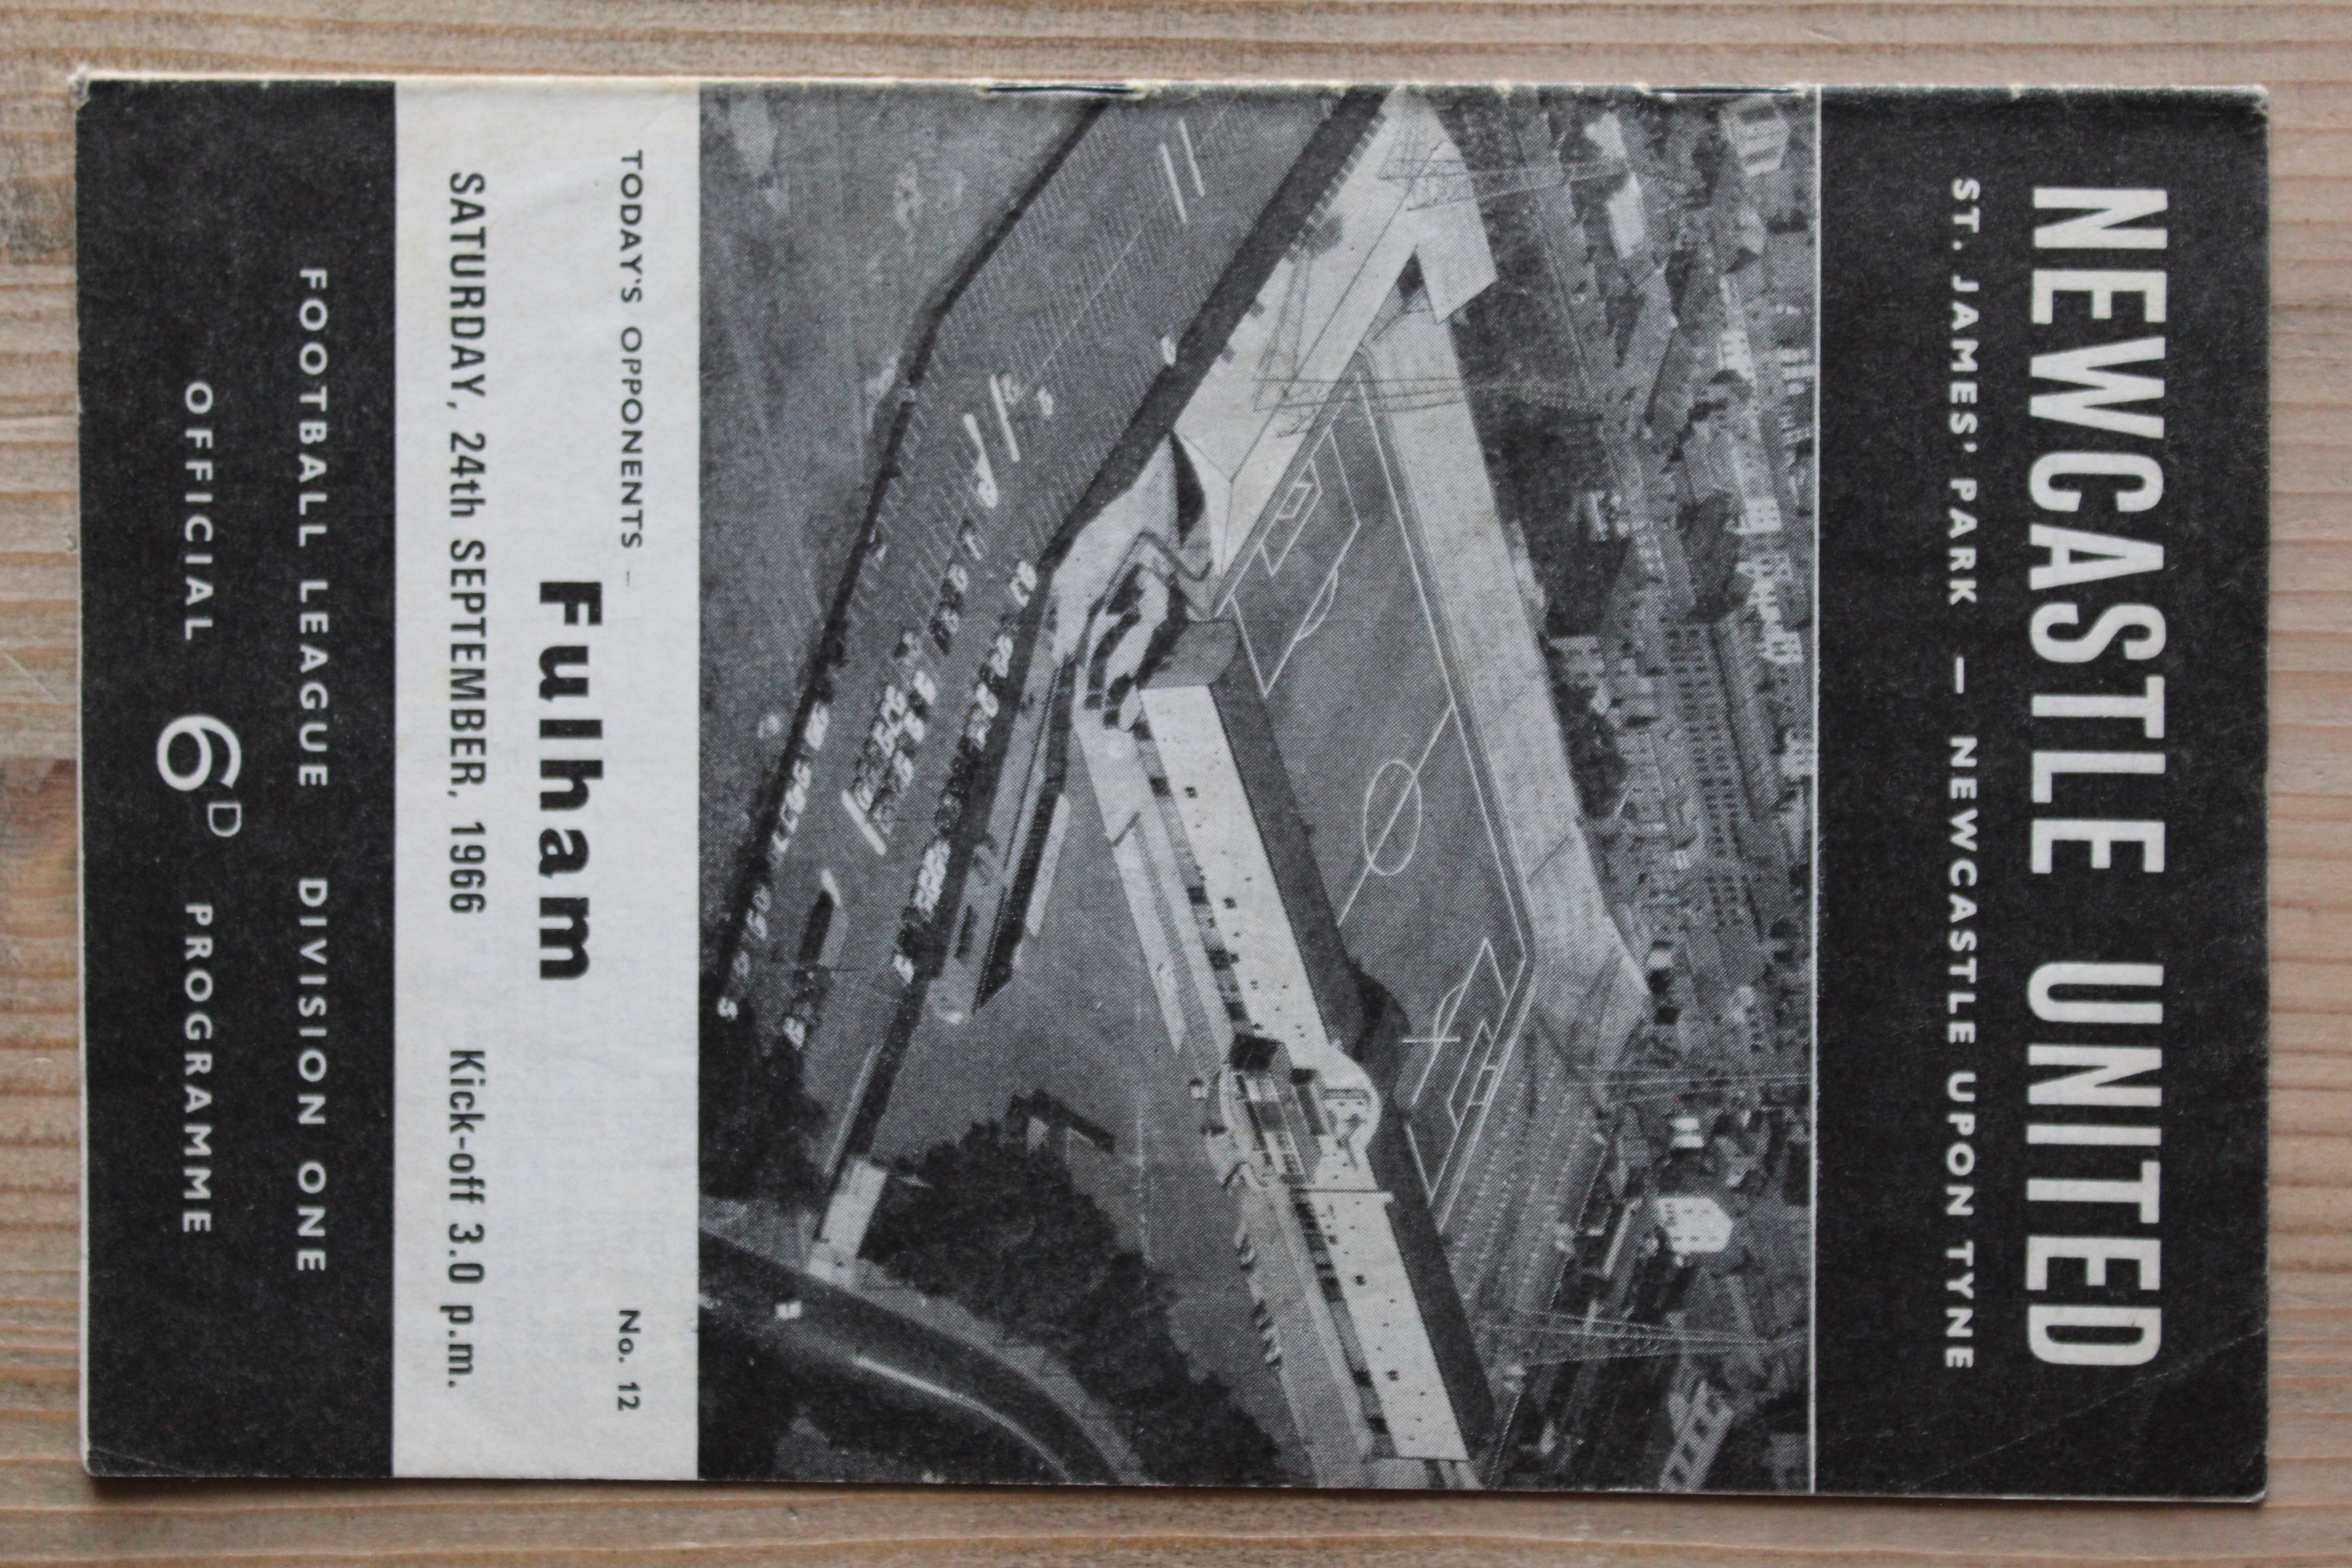 NEWCASTLE UNITED
ST. JAMES' PARK — NEWCASTLE UPON TYNE
TODAY'S OPPONENTS – No. 12
Fulham
SATURDAY, 24th SEPTEMBER, 1966 Kick-off 3.0 p.m.
FOOTBALL LEAGUE DIVISION ONE
OFFICIAL 6D PROGRAMME